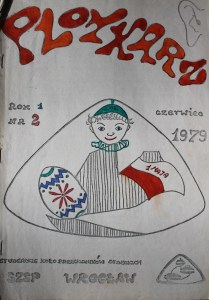 PLOTKARZ
ROK 1
NR 2
czerwiec
1979
STUDENCKIE KOŁO PRZEWODNIKÓW SUDECKICH
SZSP WROCŁAW